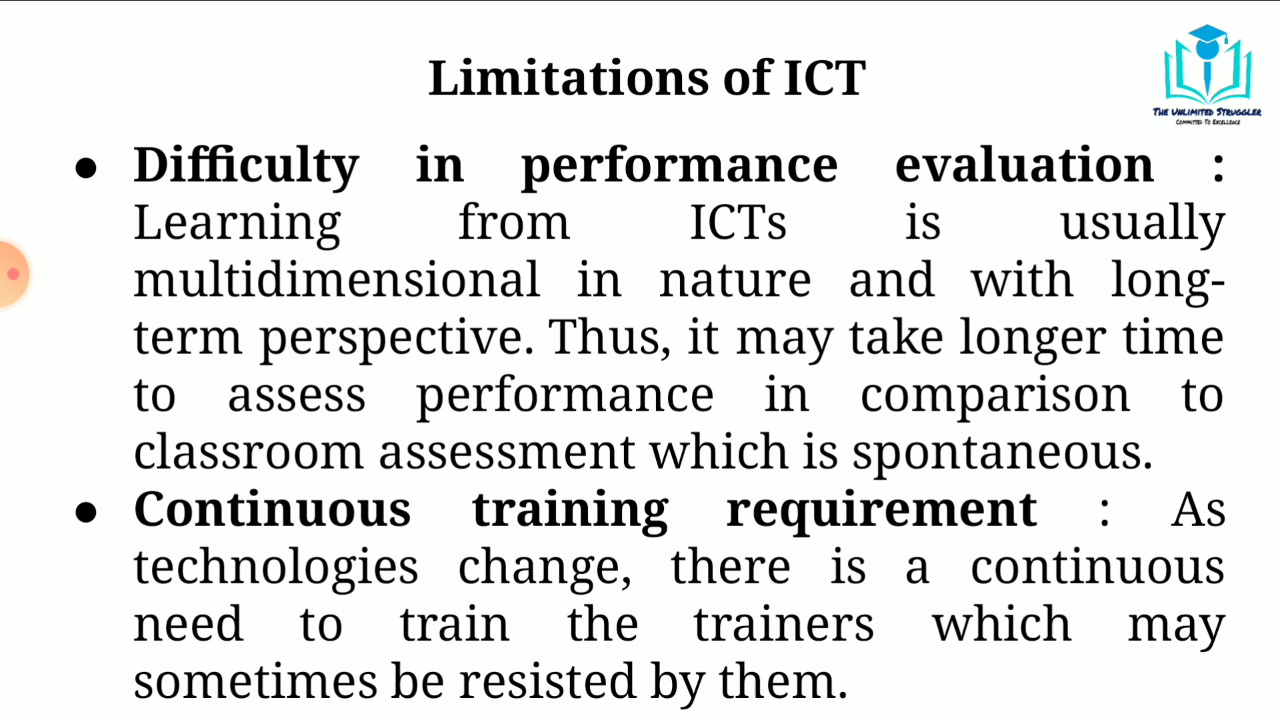 Limitations of ICT
THE UNLIMITED STRUGGLER
COMMITTED TO EXCELLENCE
● Difficulty in performance evaluation :
Learning from ICTs is usually
multidimensional in nature and with long-
term perspective. Thus, it may take longer time
to assess performance in comparison to
classroom assessment which is spontaneous.
● Continuous training requirement : As
technologies change, there is a continuous
need to train the trainers which may
sometimes be resisted by them.